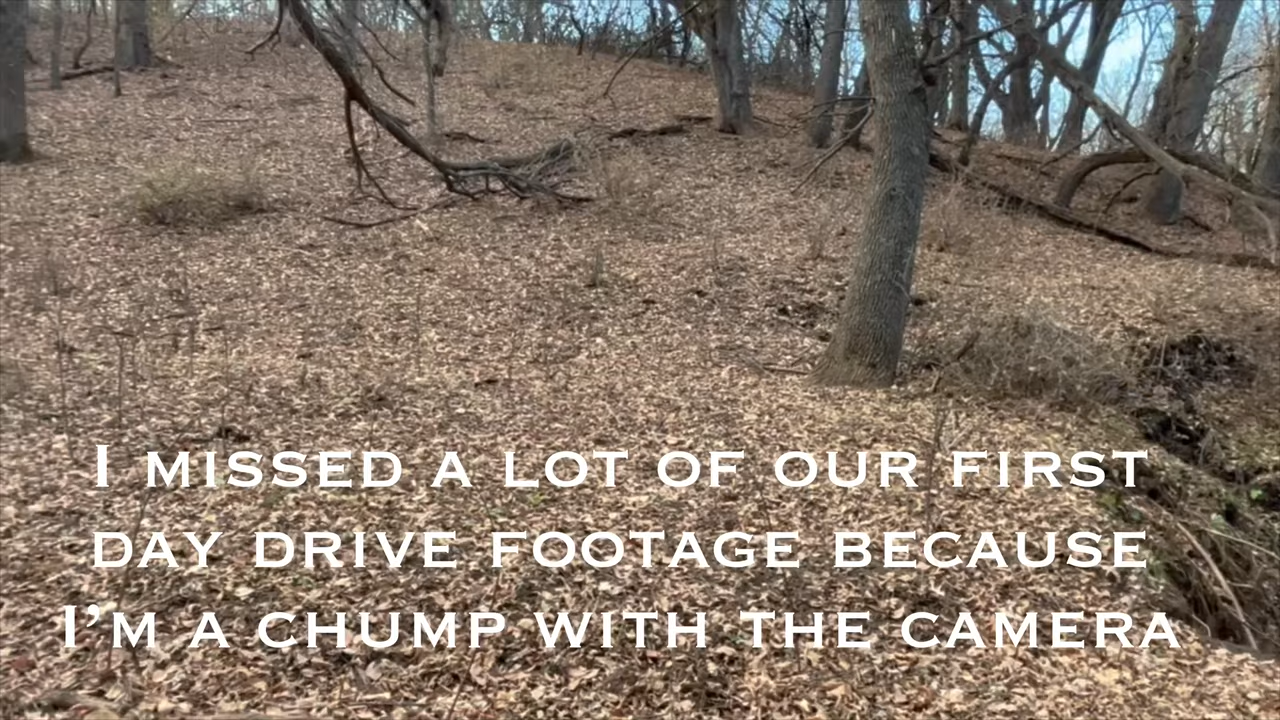 I missed a lot of our first
day drive footage because
I'm a chump with the camera